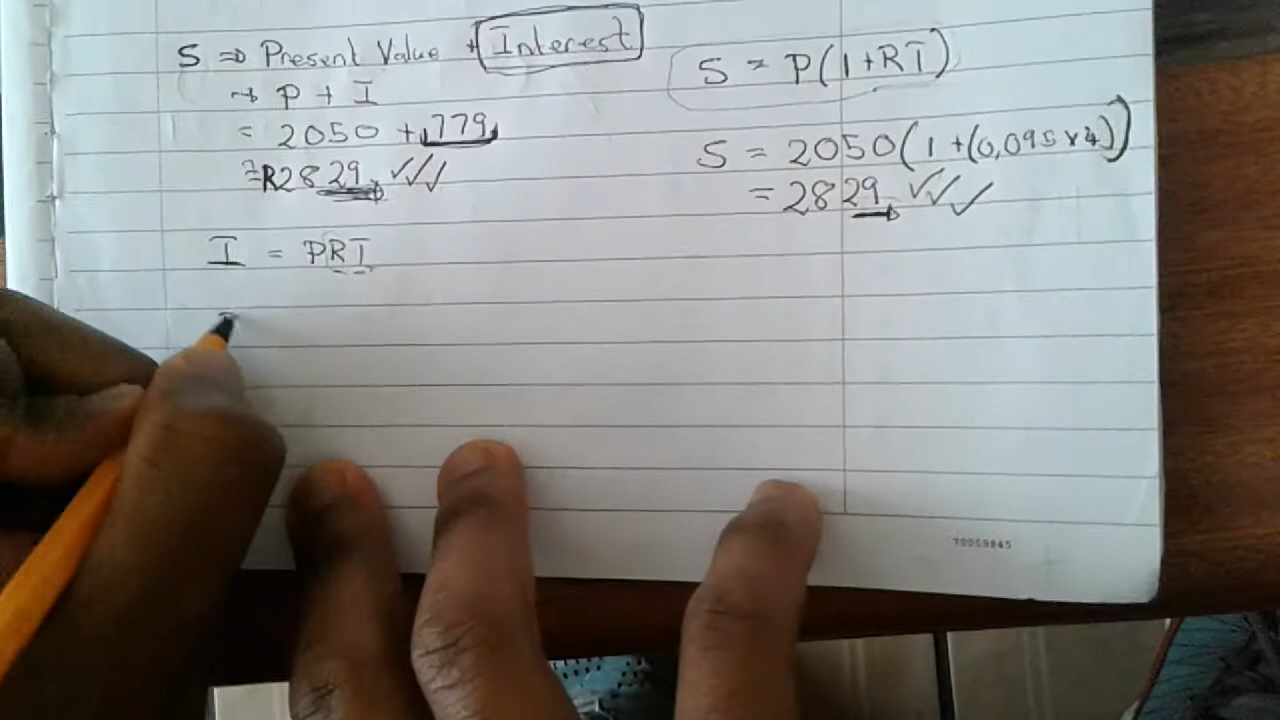 S ⇒ Present Value + Interest
→ P + I
= 2050 + 779
= R2829 ✓✓✓
I = PRT
S = P(1+RT)
S = 2050(1+(0,095×4))
= 2829 ✓✓✓
70059845